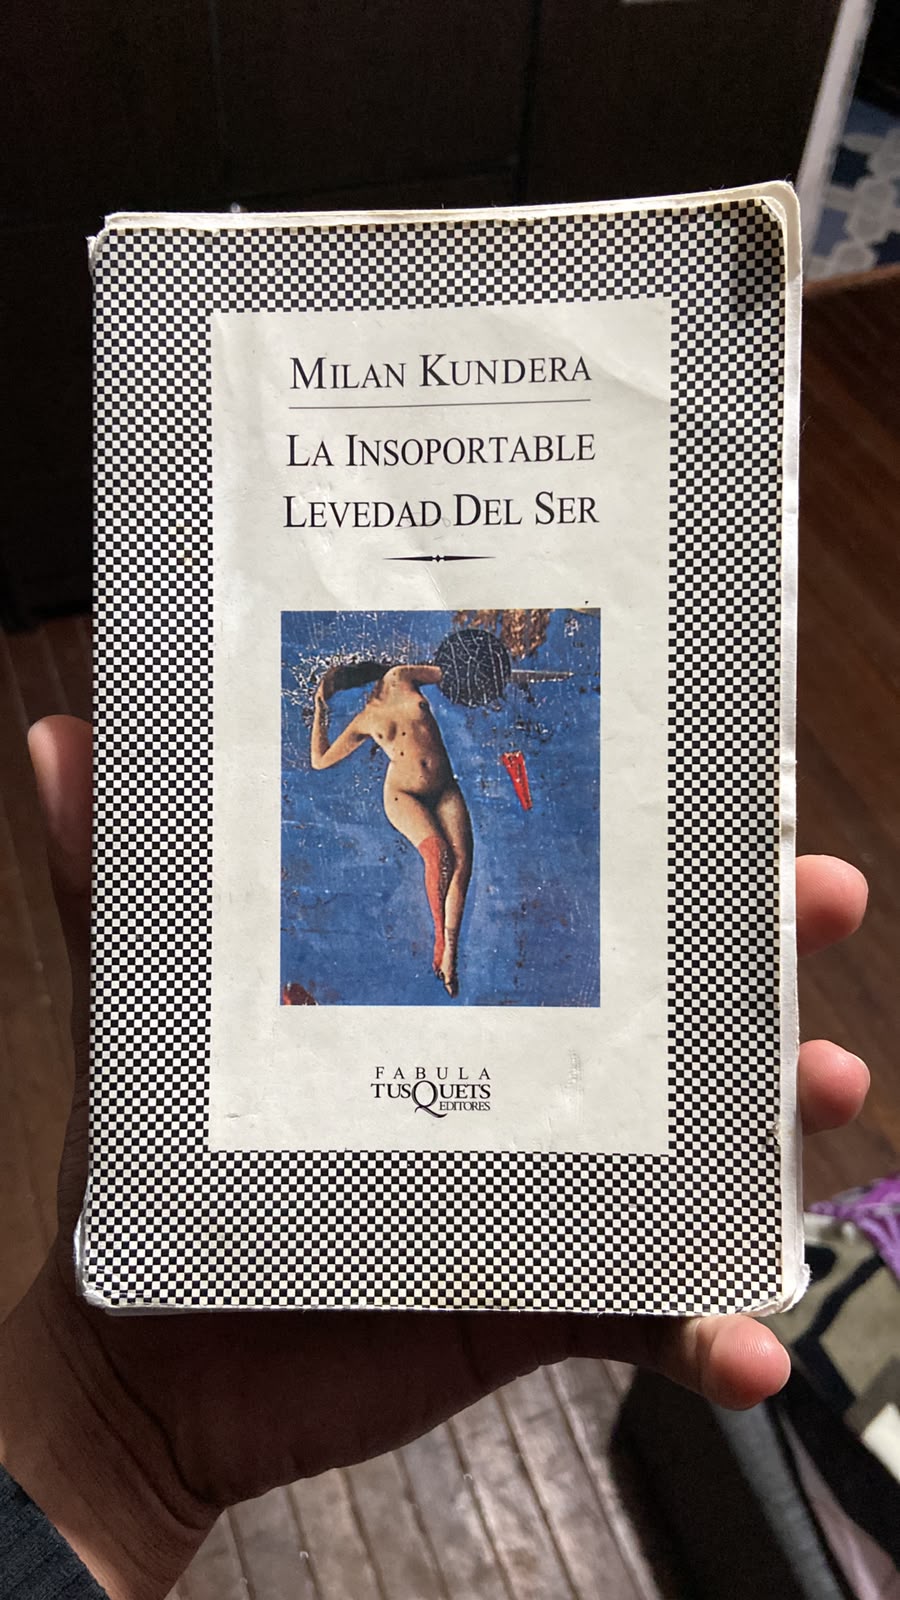 MILAN KUNDERA
LA INSOPORTABLE
LEVEDAD DEL SER
FABULA
TUSQUETS
EDITORES